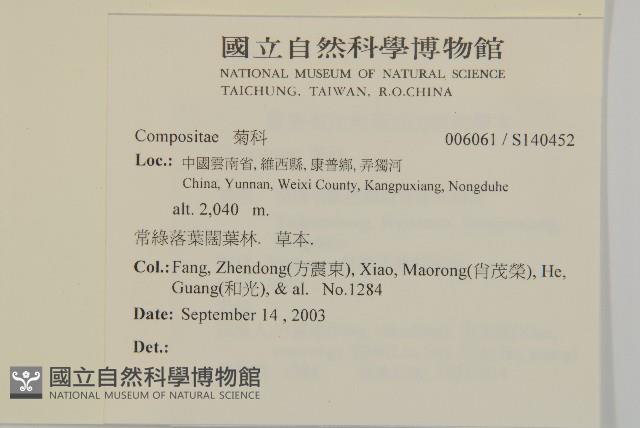 國立自然科學博物館
NATIONAL MUSEUM OF NATURAL SCIENCE
TAICHUNG, TAIWAN, R.O.CHINA
Compositae 菊科 006061 / S140452
Loc.: 中國雲南省, 維西縣, 康普鄉, 弄獨河
China, Yunnan, Weixi County, Kangpuxiang, Nongduhe
alt. 2,040 m.
常綠落葉闊葉林. 草本.
Col.: Fang, Zhendong(方震東), Xiao, Maorong(肖茂榮), He,
Guang(和光), & al. No.1284
Date: September 14 , 2003
Det.:
國立自然科學博物館
NATIONAL MUSEUM OF NATURAL SCIENCE